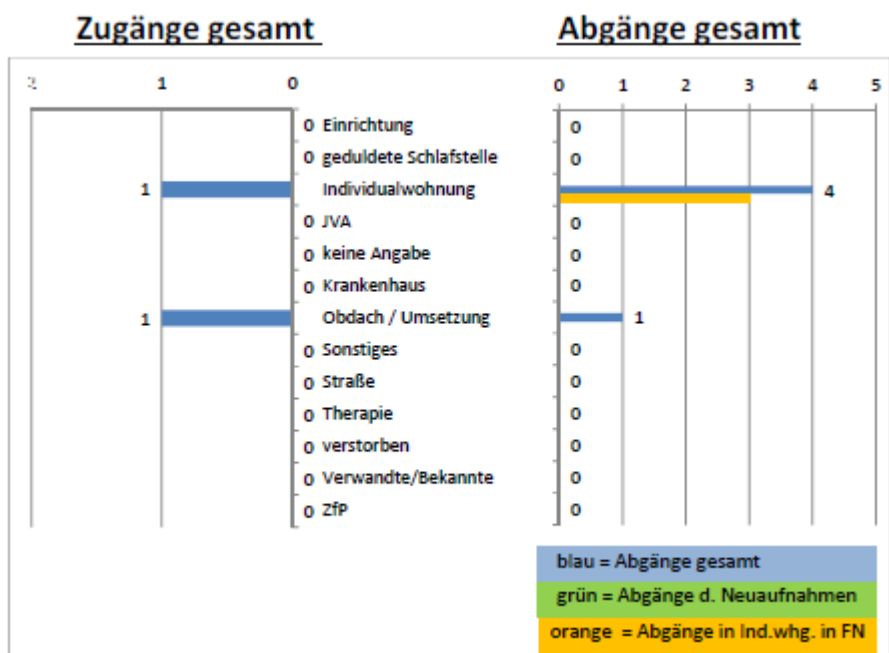 Zugänge gesamt Abgänge gesamt
2 1 0 0 1 2 3 4 5
0 Einrichtung 0
0 geduldete Schlafstelle 0
1 Individualwohnung 4
0 JVA 0
0 keine Angabe 0
0 Krankenhaus 0
1 Obdach / Umsetzung 1
0 Sonstiges 0
0 Straße 0
0 Therapie 0
0 verstorben 0
0 Verwandte/Bekannte 0
0 ZfP 0
blau = Abgänge gesamt
grün = Abgänge d. Neuaufnahmen
orange = Abgänge in Ind.whg. in FN